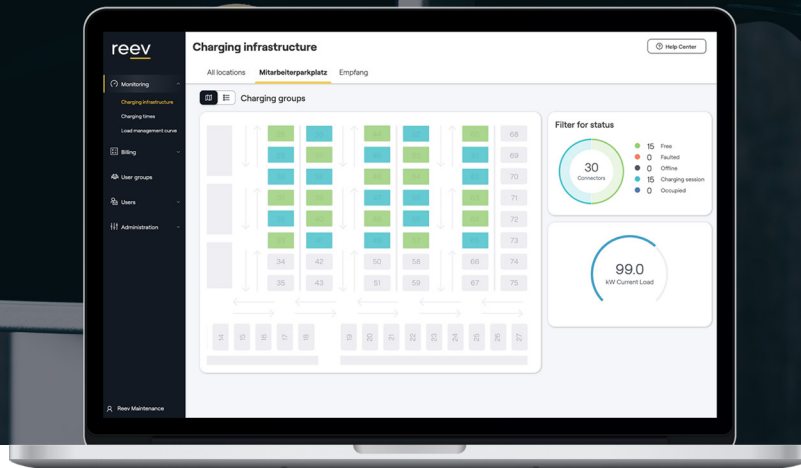 reev
Charging infrastructure
Help Center
All locations Mitarbeiterparkplatz Empfang
Monitoring
Charging infrastructure
Charging times
Load management curve
Billing
User groups
Users
Administration
Reev Maintenance
Charging groups
68
69
70
71
72
73
34 42 50 58 66 74
35 43 51 59 67 75
14 15 16 17 18 19 20 21 22 23 24 25 26 27
Filter for status
30
Connectors
15 Free
0 Faulted
0 Offline
15 Charging session
0 Occupied
99.0
kW Current Load